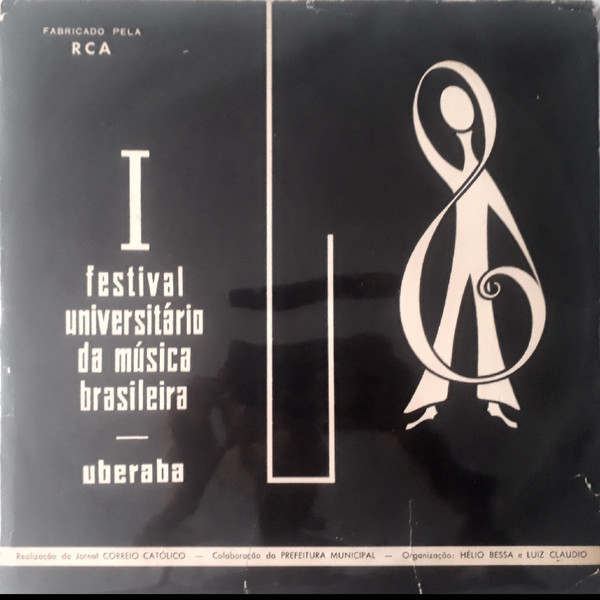 FABRICADO PELA
RCA
I
festival
universitário
da música
brasileira
uberaba
Realização do Jornal CORREIO CATÓLICO — Colaboração da PREFEITURA MUNICIPAL — Organização: HÉLIO BESSA e LUIZ CLAUDIO